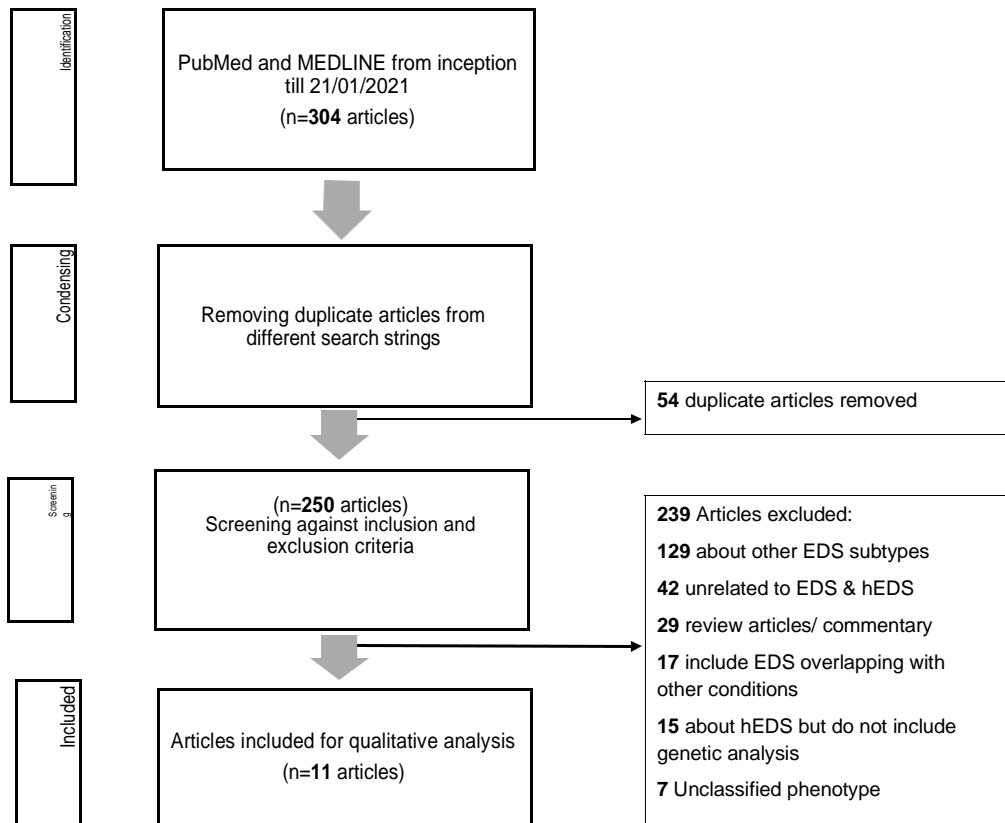 Identification
PubMed and MEDLINE from inception
till 21/01/2021
(n=304 articles)
Condensing
Removing duplicate articles from
different search strings
54 duplicate articles removed
Screenin
g
(n=250 articles)
Screening against inclusion and
exclusion criteria
239 Articles excluded:
129 about other EDS subtypes
42 unrelated to EDS & hEDS
29 review articles/ commentary
17 include EDS overlapping with
other conditions
15 about hEDS but do not include
genetic analysis
7 Unclassified phenotype
Included
Articles included for qualitative analysis
(n=11 articles)